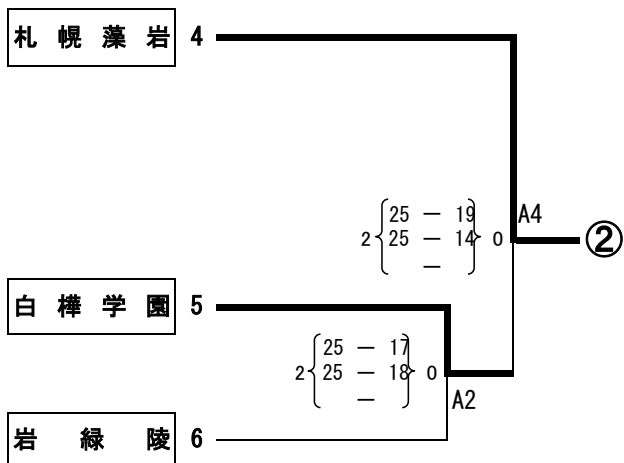 札幌藻岩 4
25 — 19 A4
2 25 — 14 0 ②
—
白樺学園 5
25 — 17
2 25 — 18 0
— A2
岩緑陵 6